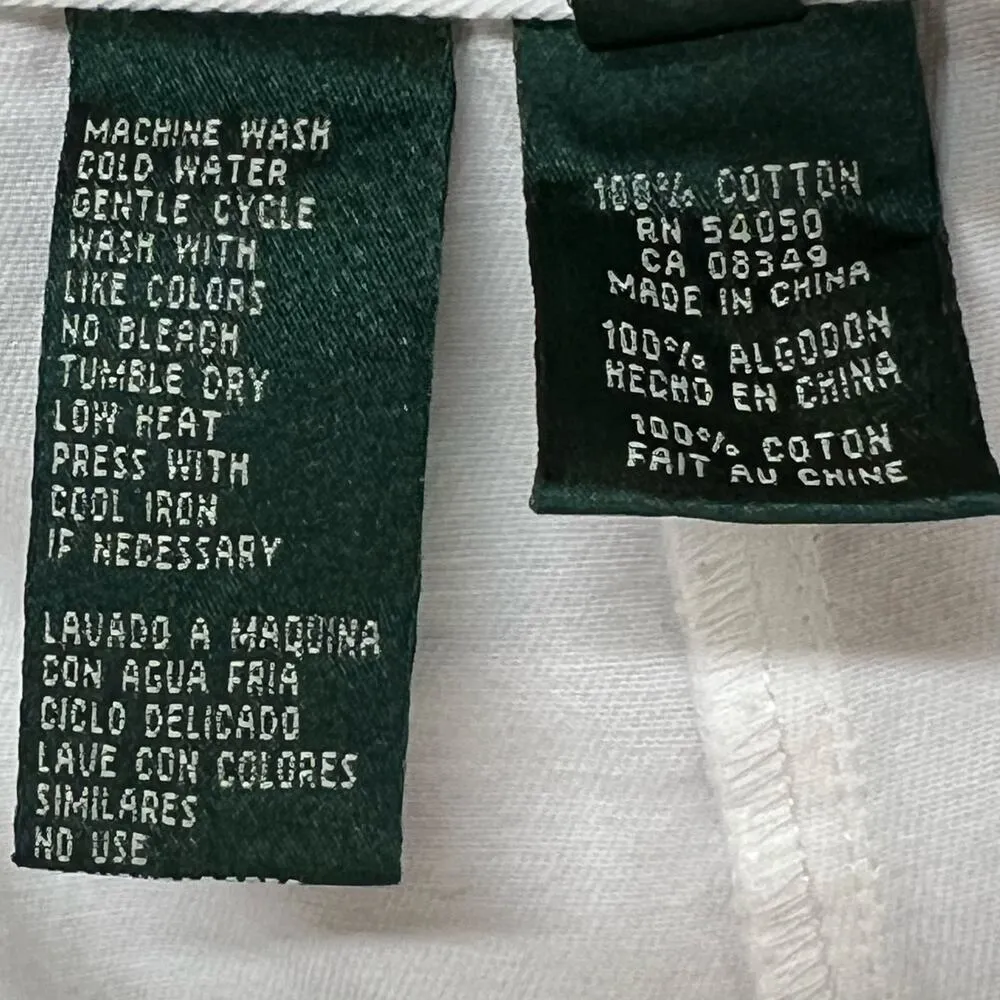 MACHINE WASH
COLD WATER
GENTLE CYCLE
WASH WITH
LIKE COLORS
NO BLEACH
TUMBLE DRY
LOW HEAT
PRESS WITH
COOL IRON
IF NECESSARY
LAVADO A MAQUINA
CON AGUA FRIA
CICLO DELICADO
LAVE CON COLORES
SIMILARES
NO USE
100% COTTON
RN 54050
CA 08349
MADE IN CHINA
100% ALGODON
HECHO EN CHINA
100% COTON
FAIT AU CHINE